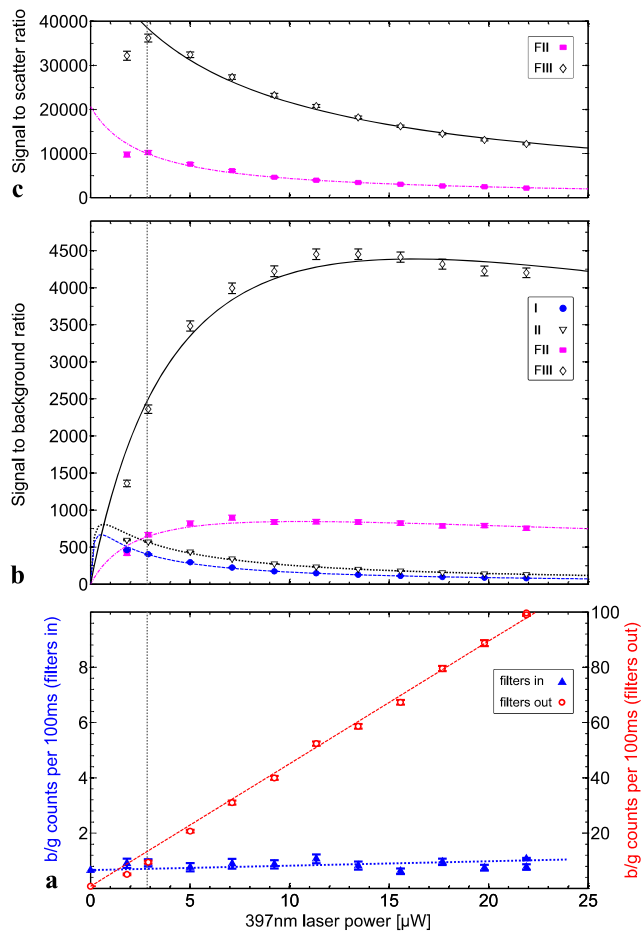 Signal to scatter ratio
40000
35000
30000
25000
20000
10000
0
FII
FIII
c
Signal to background ratio
4500
4000
3500
3000
2500
2000
1500
1000
500
0
I
II
FII
FIII
b
b/g counts per 100ms (filters in)
8
6
4
2
filters in
filters out
100
80
60
40
20
b/g counts per 100ms (filters out)
a
0 5 10 15 20 25
397nm laser power [µW]